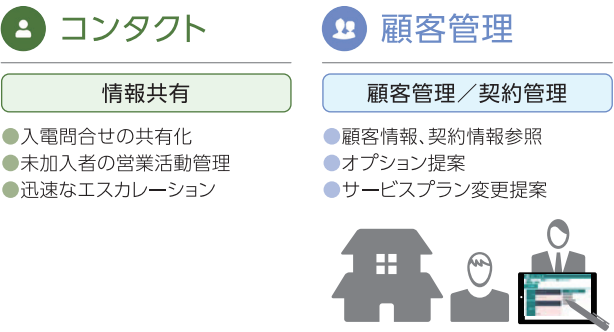 コンタクト
情報共有
●入電問合せの共有化
●未加入者の営業活動管理
●迅速なエスカレーション
顧客管理
顧客管理／契約管理
●顧客情報、契約情報参照
●オプション提案
●サービスプラン変更提案